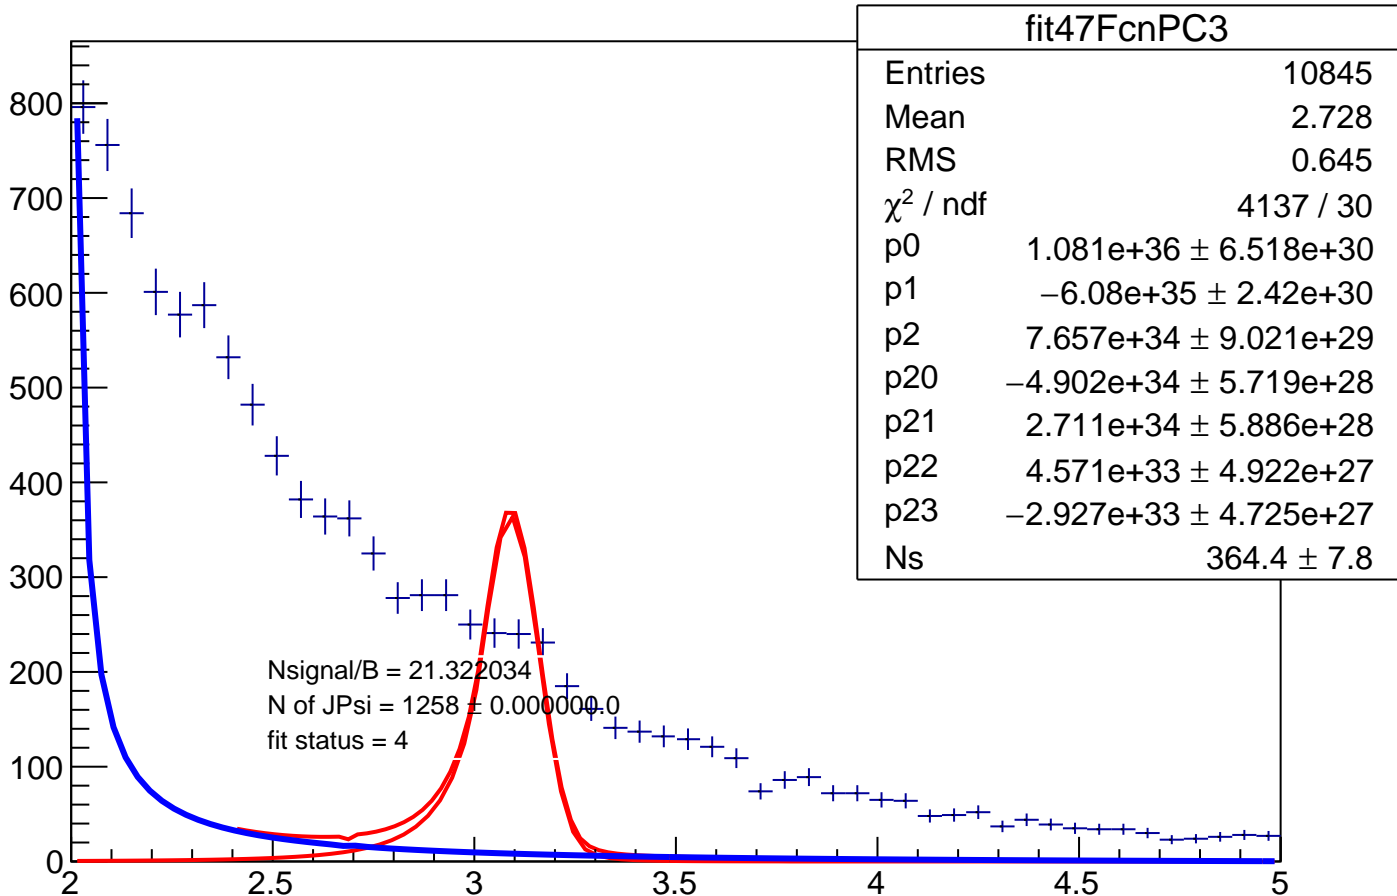 fit47FcnPC3
Entries 10845
Mean 2.728
RMS 0.645
χ² / ndf 4137 / 30
p0 1.081e+36 ± 6.518e+30
p1 −6.08e+35 ± 2.42e+30
p2 7.657e+34 ± 9.021e+29
p20 −4.902e+34 ± 5.719e+28
p21 2.711e+34 ± 5.886e+28
p22 4.571e+33 ± 4.922e+27
p23 −2.927e+33 ± 4.725e+27
Ns 364.4 ± 7.8
800
700
600
500
400
300
200
100
0
Nsignal/B = 21.322034
N of JPsi = 1258 ± 0.000000.0
fit status = 4
2 2.5 3 3.5 4 4.5 5